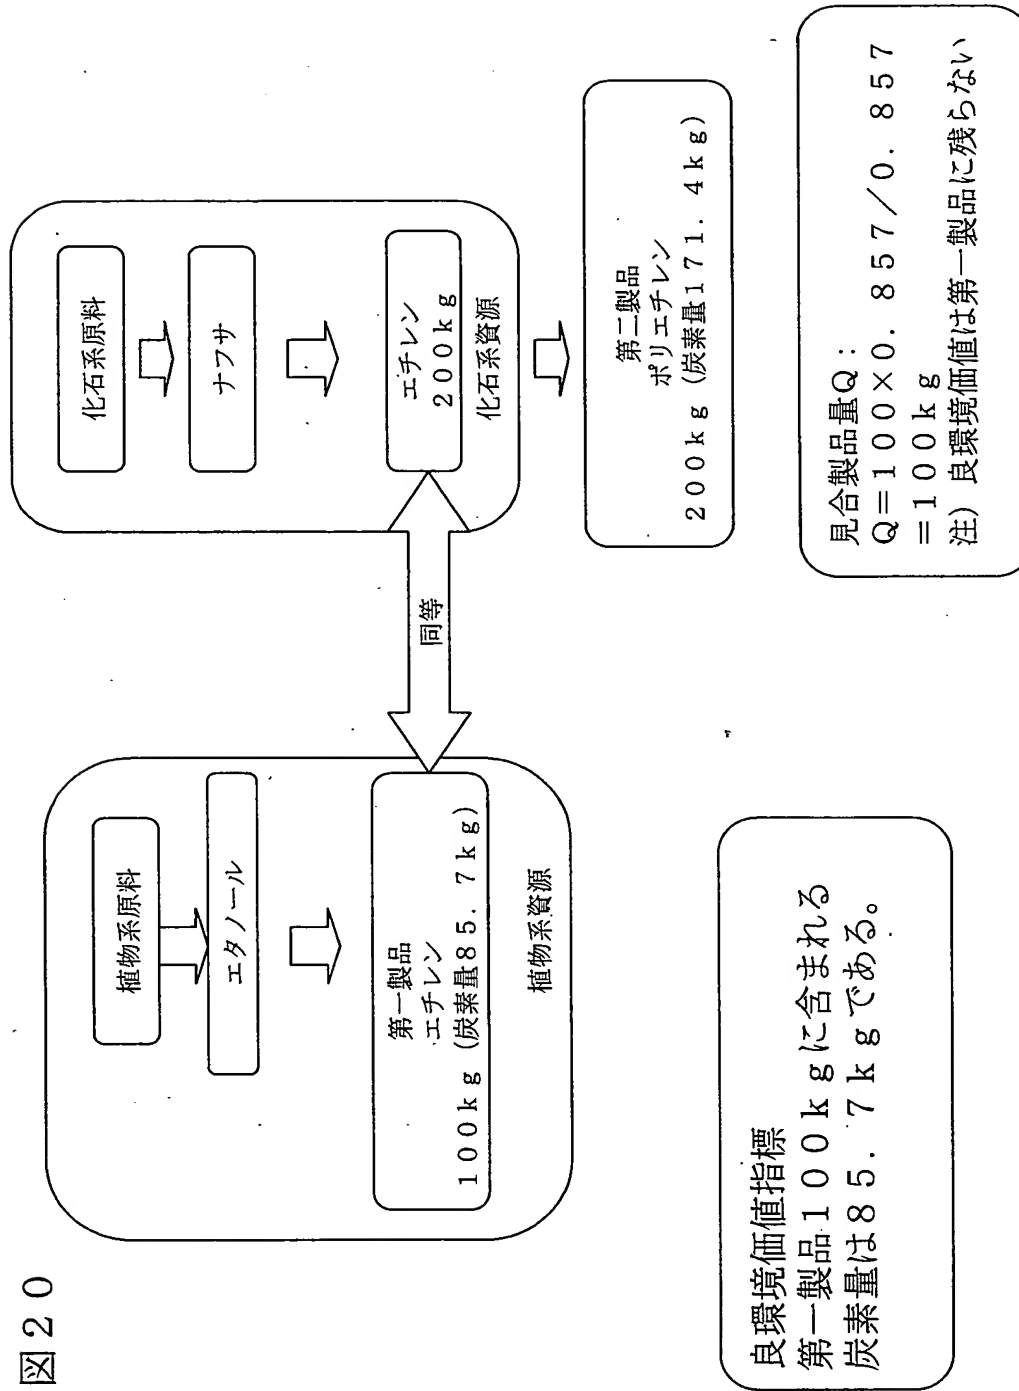 図２０
植物系原料
エタノール
第一製品
エチレン
１００ｋｇ（炭素量８５．７ｋｇ）
植物系資源
同等
化石系原料
ナフサ
エチレン
２００ｋｇ
化石系資源
第二製品
ポリエチレン
２００ｋｇ（炭素量１７１．４ｋｇ）
良環境価値指標
第一製品１００ｋｇに含まれる
炭素量は８５．７ｋｇである。
見合製品量Ｑ：
Ｑ＝１００×０．８５７／０．８５７
＝１００ｋｇ
注）良環境価値は第一製品に残らない